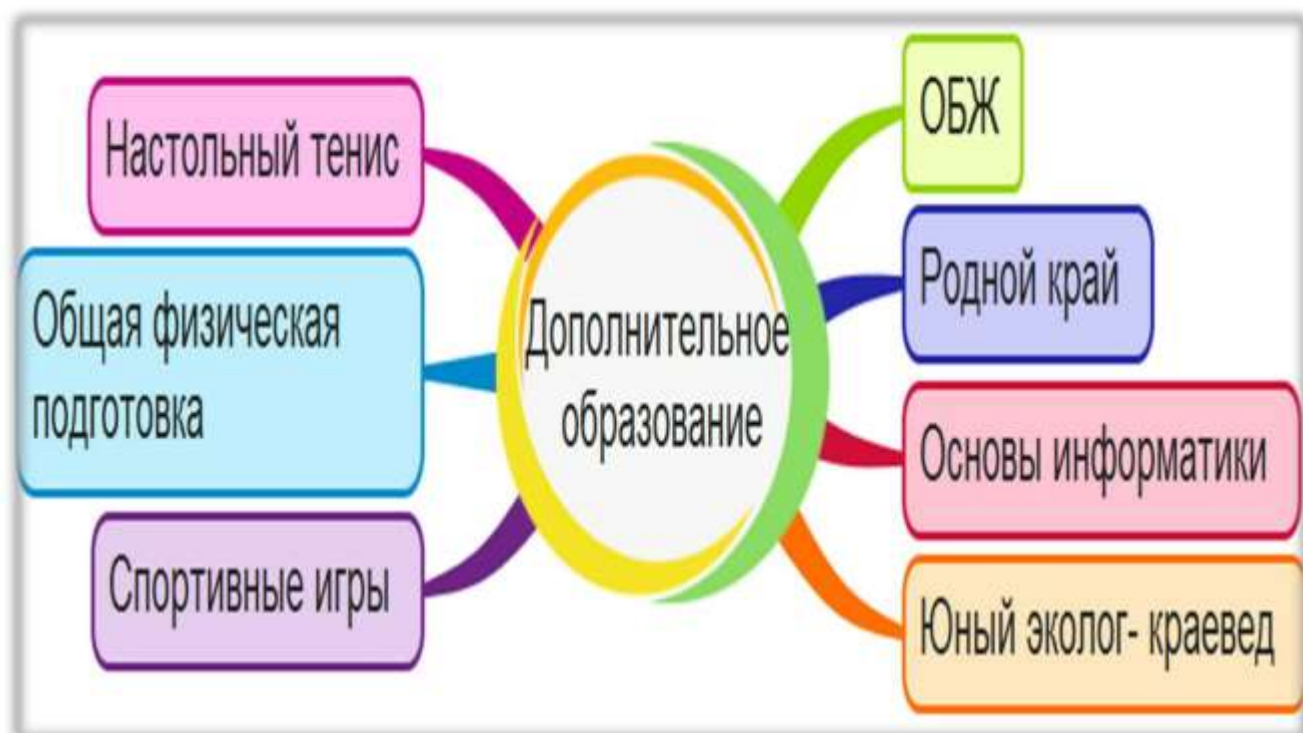 Настольный тенис
Общая физическая
подготовка
Спортивные игры
Дополнительное
образование
ОБЖ
Родной край
Основы информатики
Юный эколог- краевед